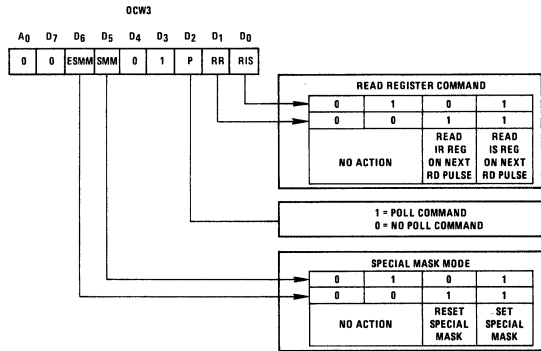 OCW3
A0 D7 D6 D5 D4 D3 D2 D1 D0
0 0 ESMM SMM 0 1 P RR RIS
READ REGISTER COMMAND
0 1 0 1
0 0 1 1
NO ACTION
READ IR REG ON NEXT RD PULSE
READ IS REG ON NEXT RD PULSE
1 = POLL COMMAND
0 = NO POLL COMMAND
SPECIAL MASK MODE
0 1 0 1
0 0 1 1
NO ACTION
RESET SPECIAL MASK
SET SPECIAL MASK